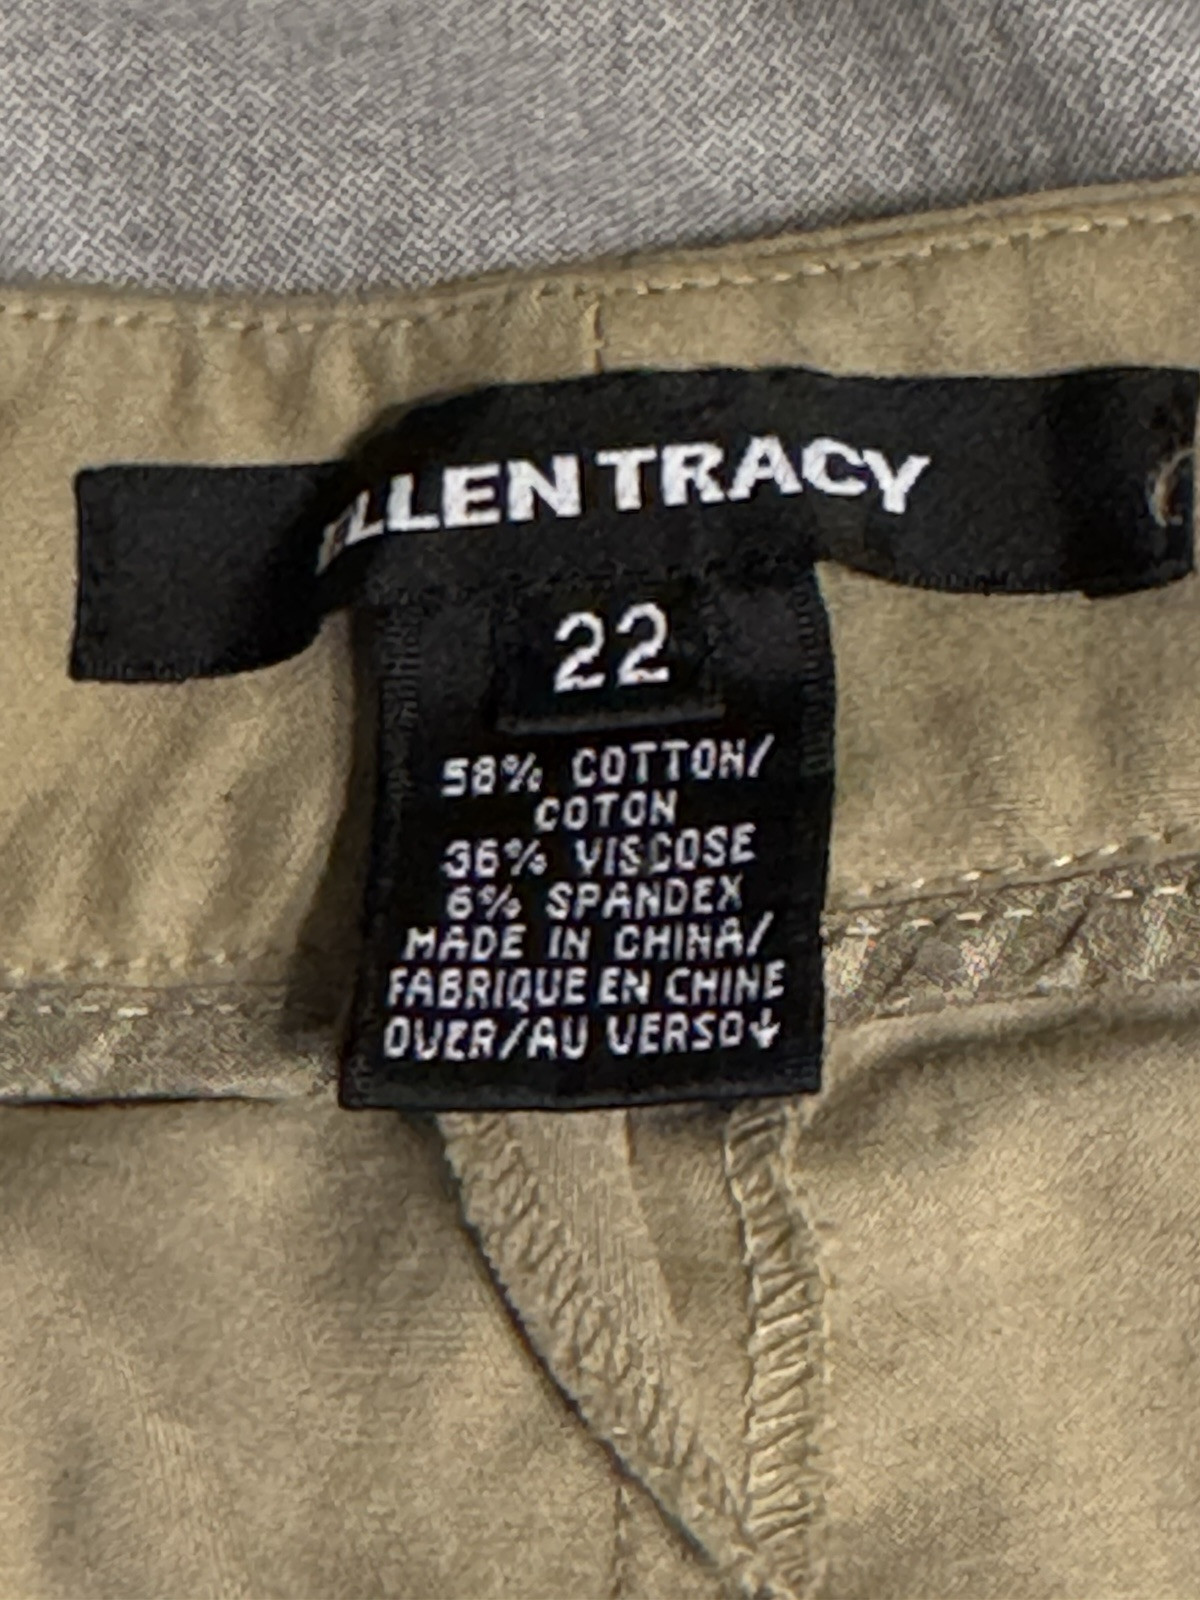 ELLEN TRACY
22
58% COTTON/
COTON
36% VISCOSE
6% SPANDEX
MADE IN CHINA/
FABRIQUE EN CHINE
OVER/AU VERSO↓